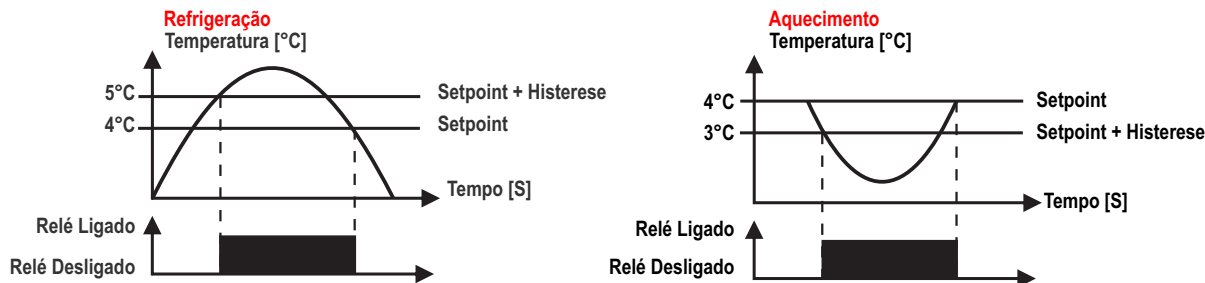 Refrigeração
Temperatura [°C]
5°C
Setpoint + Histerese
4°C
Setpoint
Tempo [S]
Relé Ligado
Relé Desligado
Aquecimento
Temperatura [°C]
4°C
Setpoint
3°C
Setpoint + Histerese
Tempo [S]
Relé Ligado
Relé Desligado